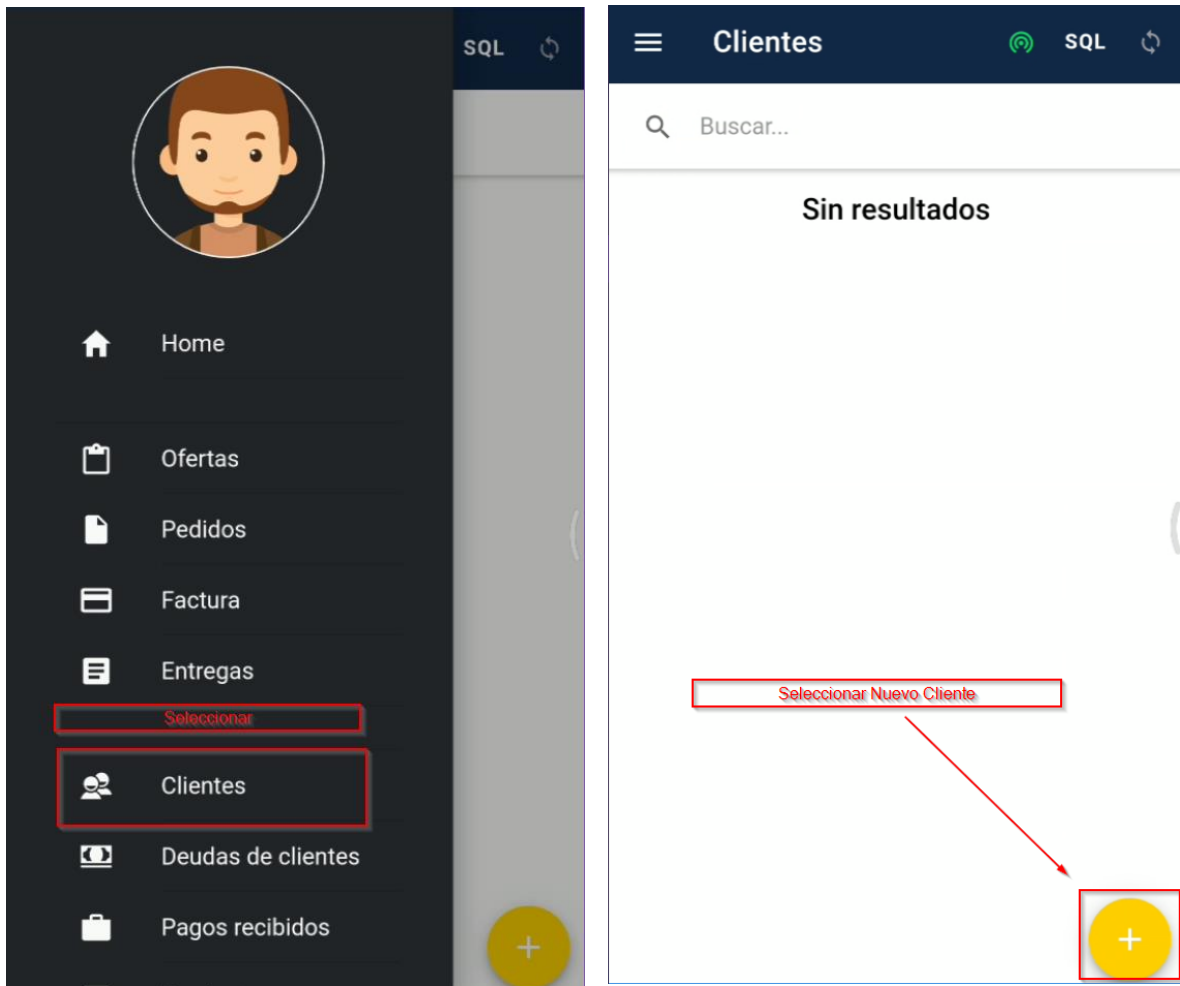 SQL
Home
Ofertas
Pedidos
Factura
Entregas
Seleccionar
Clientes
Deudas de clientes
Pagos recibidos
Clientes SQL
Buscar...
Sin resultados
Seleccionar Nuevo Cliente